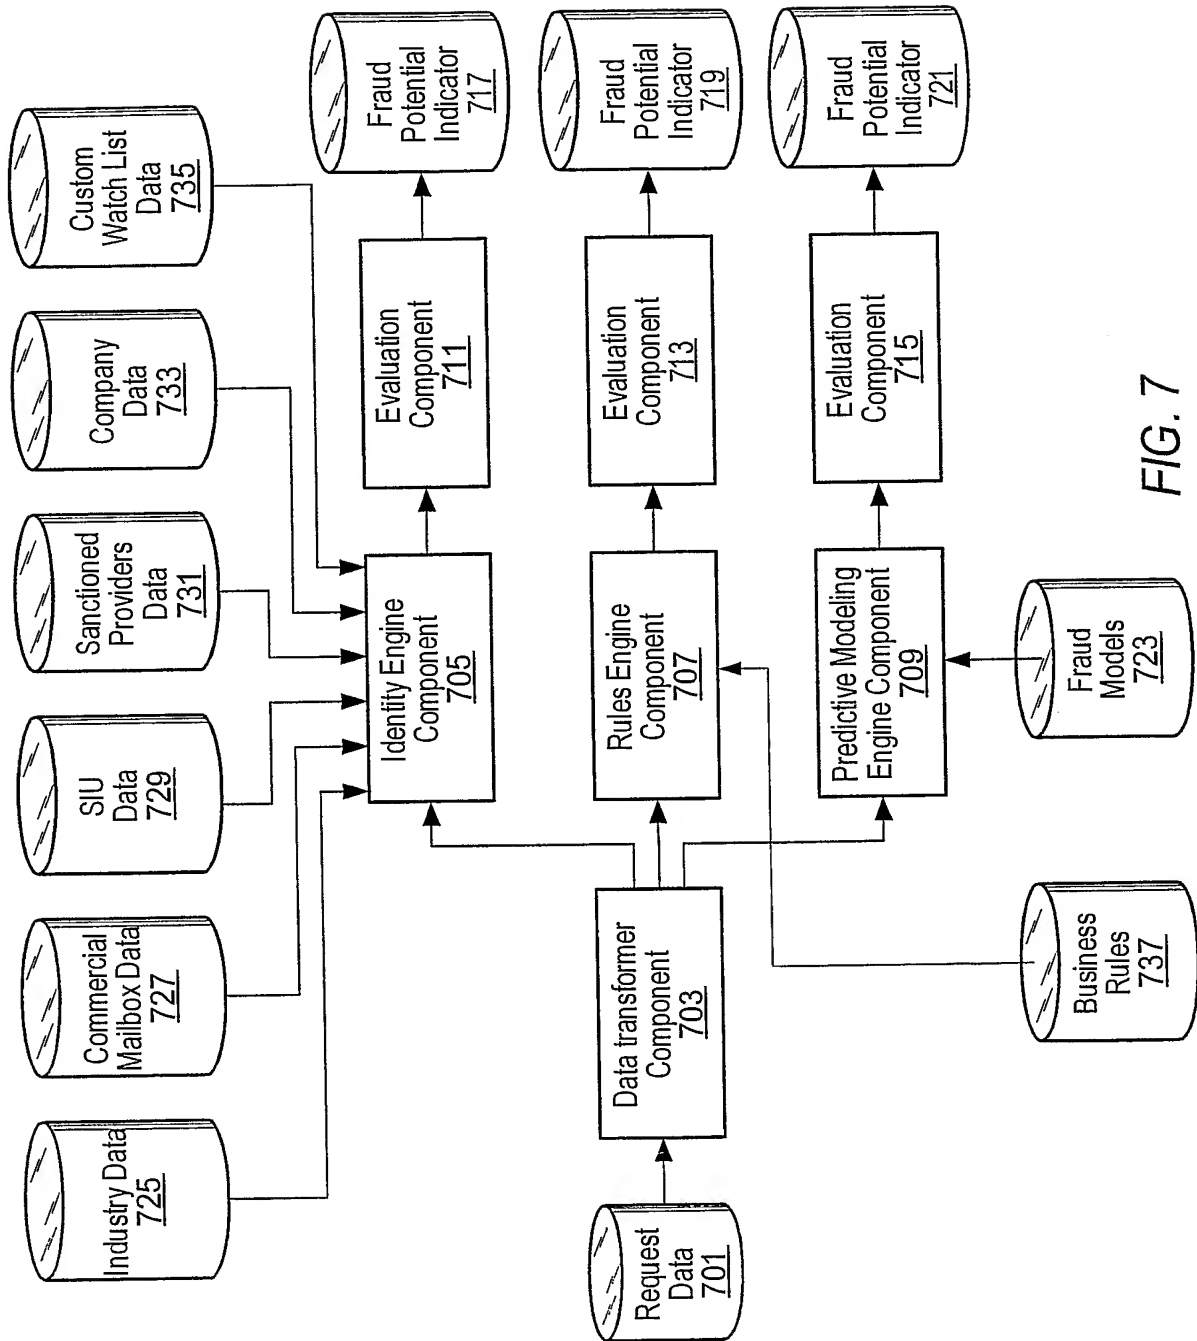 Industry Data
725
Commercial
Mailbox Data
727
SIU
Data
729
Sanctioned
Providers
Data
731
Company
Data
733
Custom
Watch List
Data
735
Request
Data
701
Data transformer
Component
703
Identity Engine
Component
705
Evaluation
Component
711
Fraud
Potential
Indicator
717
Rules Engine
Component
707
Evaluation
Component
713
Fraud
Potential
Indicator
719
Predictive Modeling
Engine Component
709
Evaluation
Component
715
Fraud
Potential
Indicator
721
Business
Rules
737
Fraud
Models
723
FIG. 7